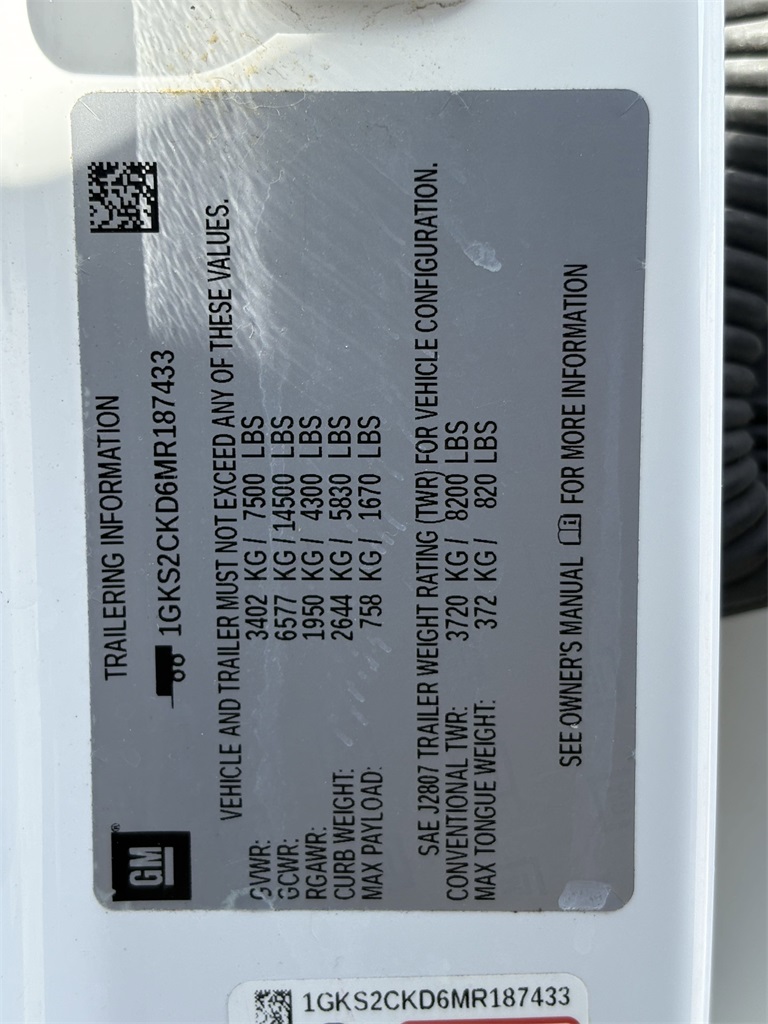 TRAILERING INFORMATION
1GKS2CKD6MR187433
VEHICLE AND TRAILER MUST NOT EXCEED ANY OF THESE VALUES.
GVWR: 3402 KG / 7500 LBS
GCWR: 6577 KG / 14500 LBS
RGAWR: 1950 KG / 4300 LBS
CURB WEIGHT: 2644 KG / 5830 LBS
MAX PAYLOAD: 758 KG / 1670 LBS
SAE J2807 TRAILER WEIGHT RATING (TWR) FOR VEHICLE CONFIGURATION.
CONVENTIONAL TWR: 3720 KG / 8200 LBS
MAX TONGUE WEIGHT: 372 KG / 820 LBS
SEE OWNER'S MANUAL FOR MORE INFORMATION
GM®
1GKS2CKD6MR187433